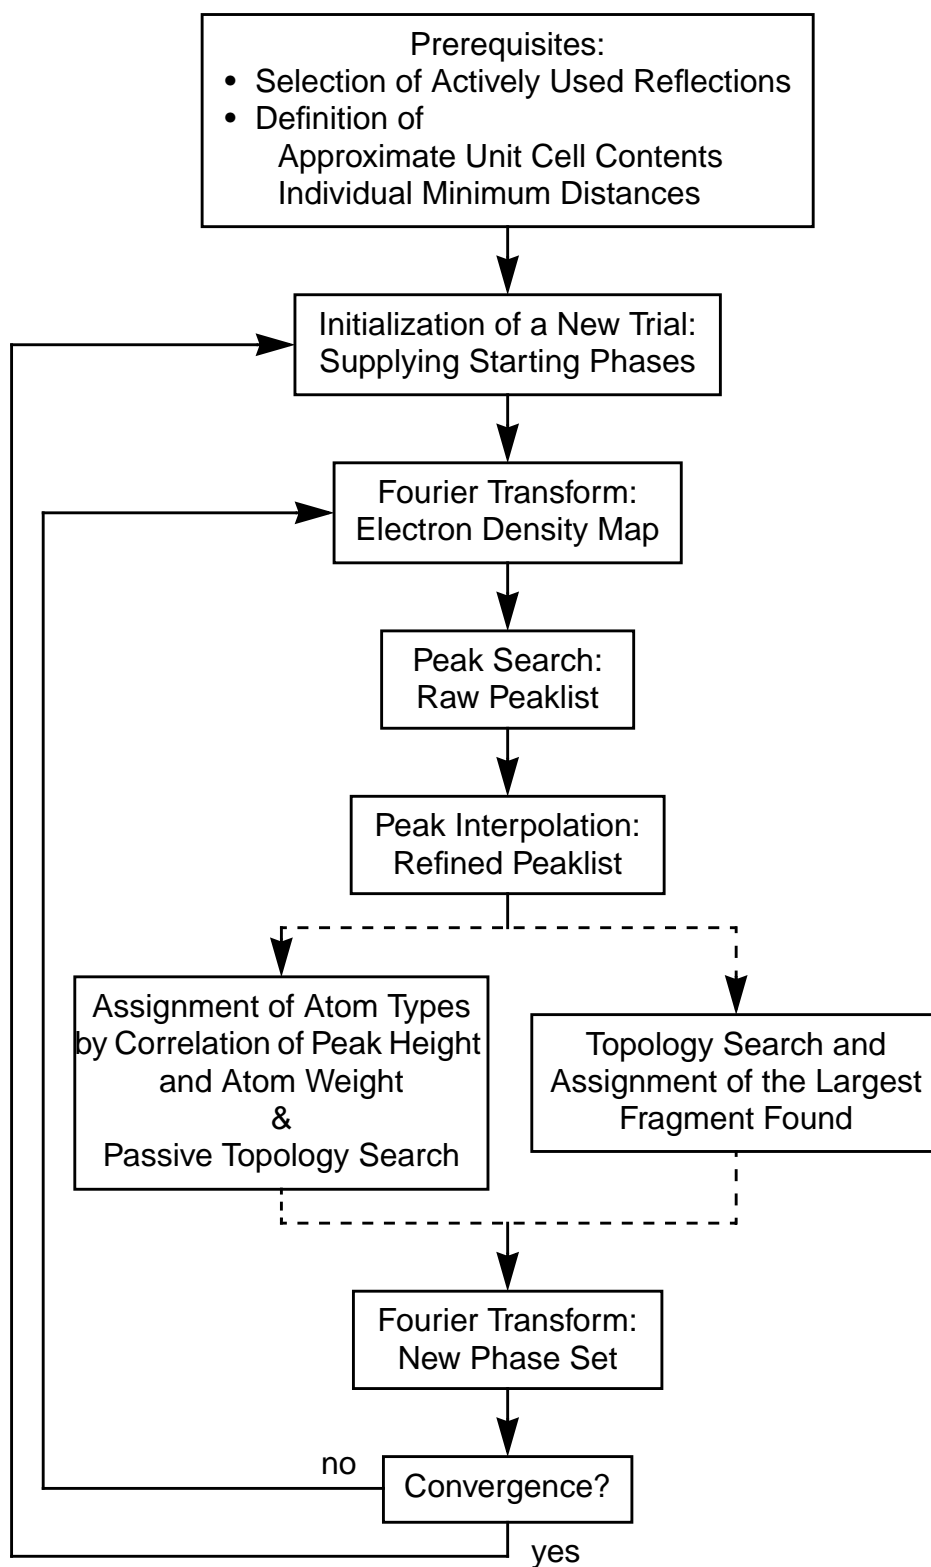 Prerequisites:
• Selection of Actively Used Reflections
• Definition of
Approximate Unit Cell Contents
Individual Minimum Distances
Initialization of a New Trial:
Supplying Starting Phases
Fourier Transform:
Electron Density Map
Peak Search:
Raw Peaklist
Peak Interpolation:
Refined Peaklist
Assignment of Atom Types
by Correlation of Peak Height
and Atom Weight
&
Passive Topology Search
Topology Search and
Assignment of the Largest
Fragment Found
Fourier Transform:
New Phase Set
no
Convergence?
yes